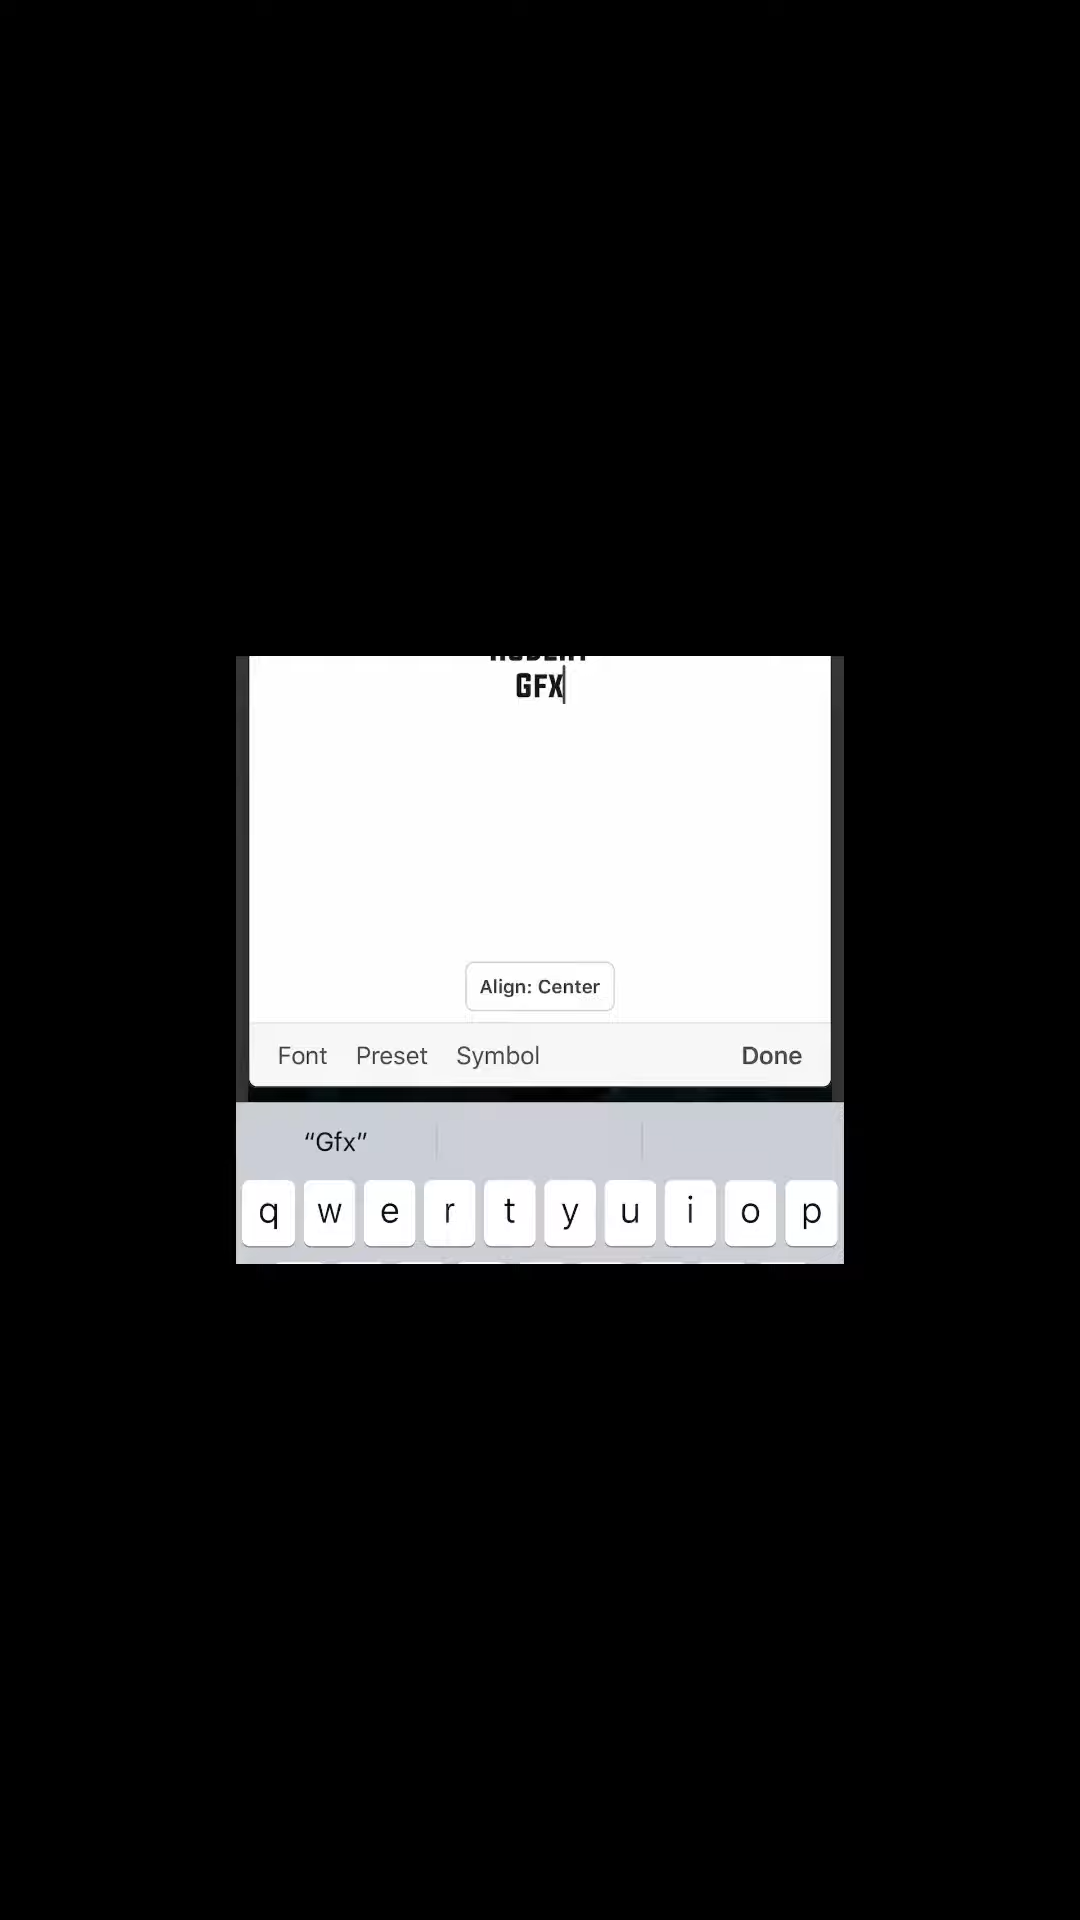 GFX
Align: Center
Font Preset Symbol Done
“Gfx”
q w e r t y u i o p